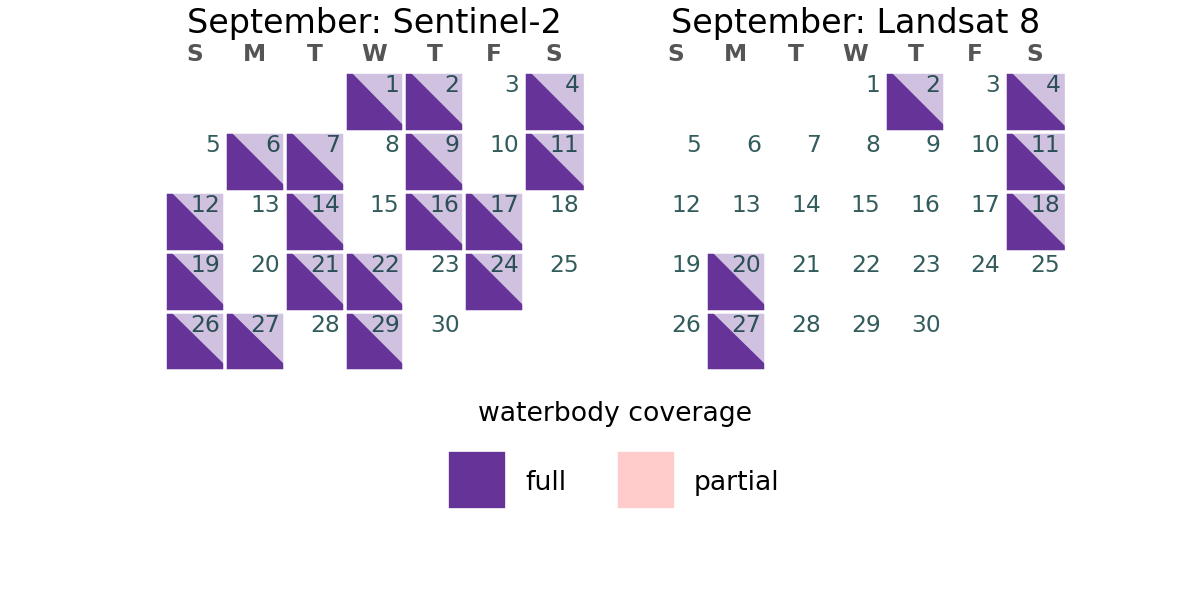 September: Sentinel-2
S M T W T F S
1 2 3 4
5 6 7 8 9 10 11
12 13 14 15 16 17 18
19 20 21 22 23 24 25
26 27 28 29 30
September: Landsat 8
S M T W T F S
1 2 3 4
5 6 7 8 9 10 11
12 13 14 15 16 17 18
19 20 21 22 23 24 25
26 27 28 29 30
waterbody coverage
full partial